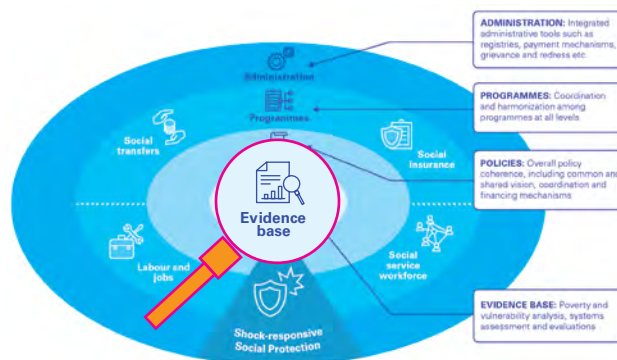 ADMINISTRATION: Integrated
administrative tools such as
registries, payment mechanisms,
grievance and redress etc.
Administration
PROGRAMMES: Coordination
and harmonization among
programmes at all levels
Programmes
Social
transfers
Social
Insurance
POLICIES: Overall policy
coherence, including common and
shared vision, coordination and
financing mechanisms
Evidence
base
Labour and
jobs
Social
service
workforce
EVIDENCE BASE: Poverty and
vulnerability analysis, systems
assessment and evaluations
Shock-responsive
Social Protection